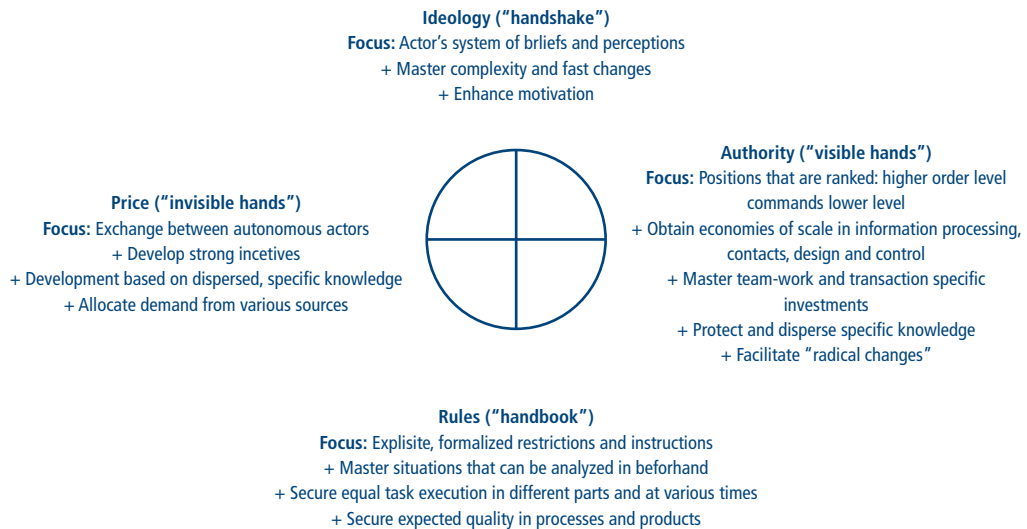 Ideology (“handshake”)
Focus: Actor’s system of brliefs and perceptions
+ Master complexity and fast changes
+ Enhance motivation
Price (“invisible hands”)
Focus: Exchange between autonomous actors
+ Develop strong incetives
+ Development based on dispersed, specific knowledge
+ Allocate demand from various sources
Authority (“visible hands”)
Focus: Positions that are ranked: higher order level
commands lower level
+ Obtain economies of scale in information processing,
contacts, design and control
+ Master team-work and transaction specific
investments
+ Protect and disperse specific knowledge
+ Facilitate “radical changes”
Rules (“handbook”)
Focus: Explisite, formalized restrictions and instructions
+ Master situations that can be analyzed in beforhand
+ Secure equal task execution in different parts and at various times
+ Secure expected quality in processes and products